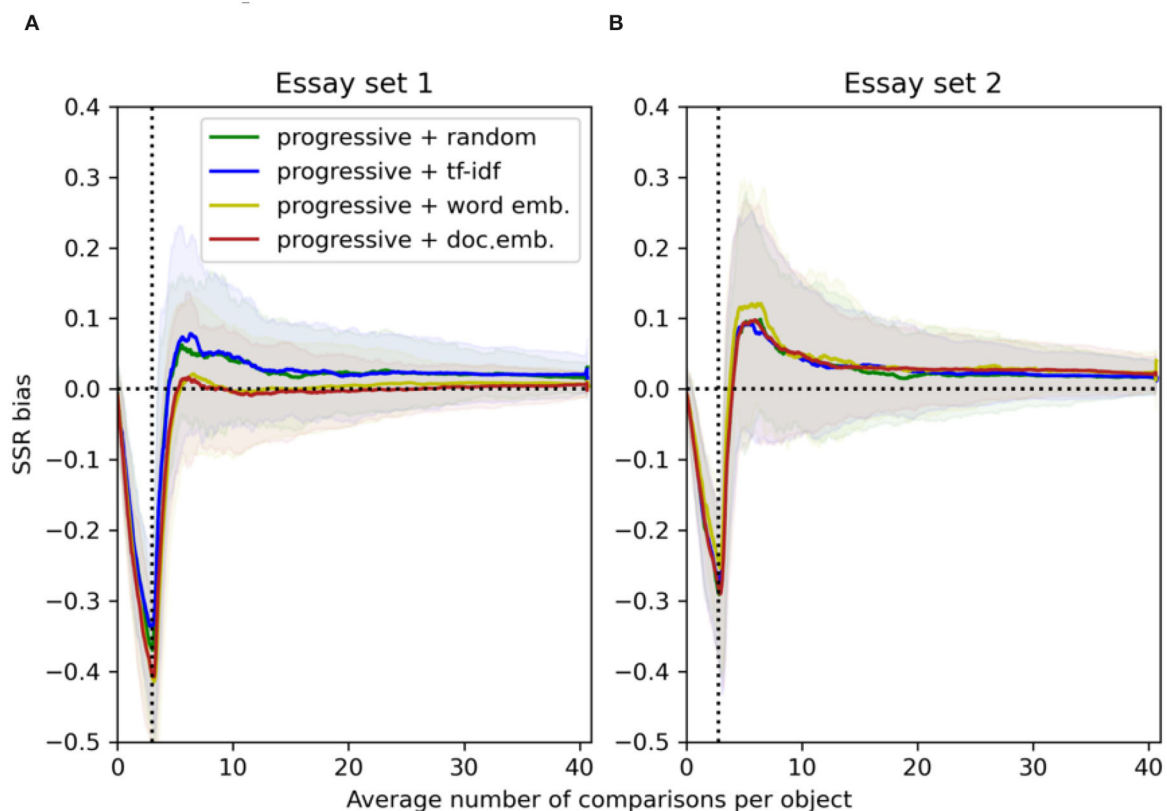 A
B
Essay set 1
Essay set 2
0.4
0.3
0.2
0.1
0.0
−0.1
−0.2
−0.3
−0.4
−0.5
SSR bias
progressive + random
progressive + tf-idf
progressive + word emb.
progressive + doc.emb.
0.4
0.3
0.2
0.1
0.0
−0.1
−0.2
−0.3
−0.4
−0.5
0 10 20 30 40
0 10 20 30 40
Average number of comparisons per object